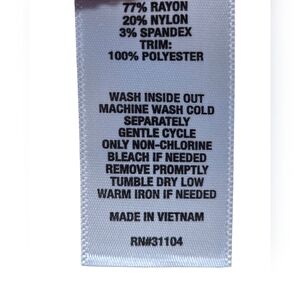 77% RAYON
20% NYLON
3% SPANDEX
TRIM:
100% POLYESTER
WASH INSIDE OUT
MACHINE WASH COLD
SEPARATELY
GENTLE CYCLE
ONLY NON-CHLORINE
BLEACH IF NEEDED
REMOVE PROMPTLY
TUMBLE DRY LOW
WARM IRON IF NEEDED
MADE IN VIETNAM
RN#31104